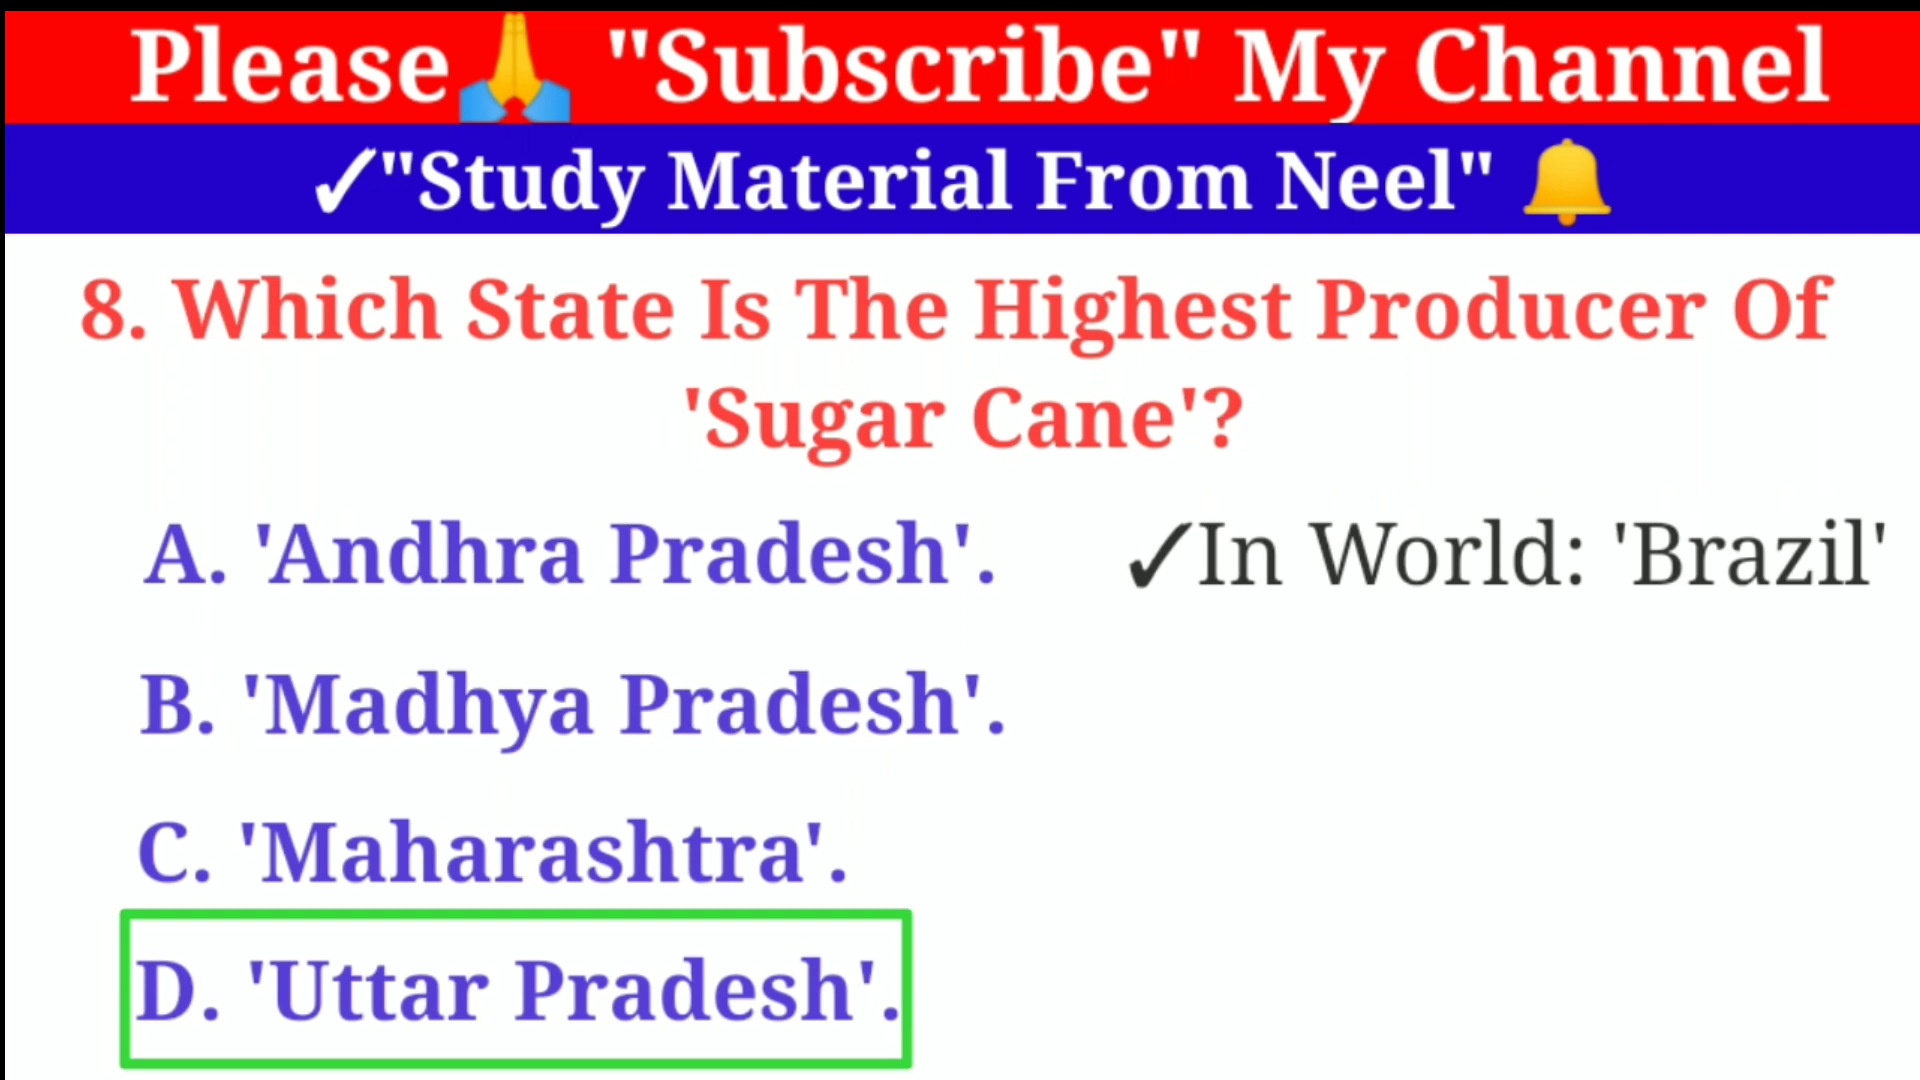 Please🙏 "Subscribe" My Channel
✓"Study Material From Neel" 🔔
8. Which State Is The Highest Producer Of
'Sugar Cane'?
A. 'Andhra Pradesh'.
✓In World: 'Brazil'
B. 'Madhya Pradesh'.
C. 'Maharashtra'.
D. 'Uttar Pradesh'.